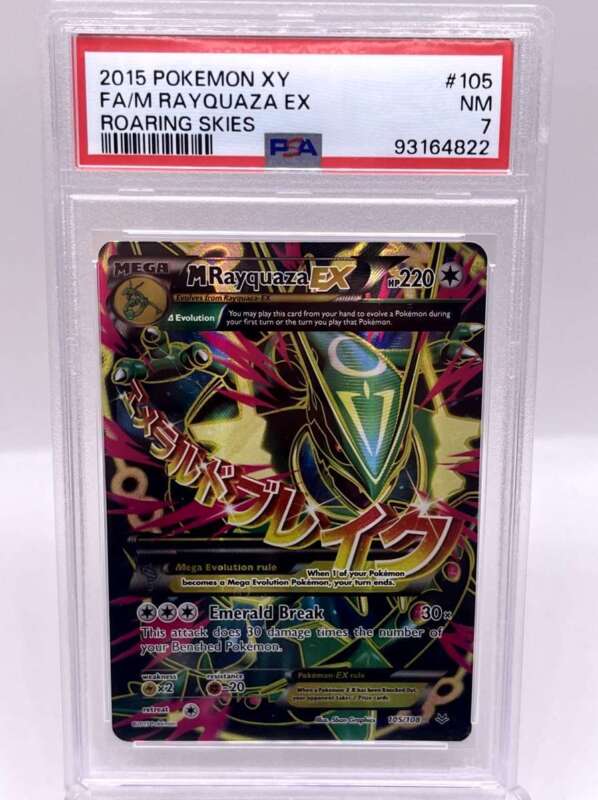 2015 POKEMON XY #105
FA/M RAYQUAZA EX NM
ROARING SKIES 7
PSA 93164822
MEGA M Rayquaza EX HP220
Evolves from Rayquaza-EX
Δ Evolution You may play this card from your hand to evolve a Pokémon during
your first turn or the turn you play that Pokémon.
エメラルドブレイク
Mega Evolution rule When 1 of your Pokémon
becomes a Mega Evolution Pokémon, your turn ends.
Emerald Break 30×
This attack does 30 damage times the number of
your Benched Pokémon.
weakness resistance Pokémon-EX rule
×2 -20 When a Pokémon-EX has been Knocked Out,
your opponent takes 2 Prize cards.
retreat
Illus. 5ban Graphics 105/108